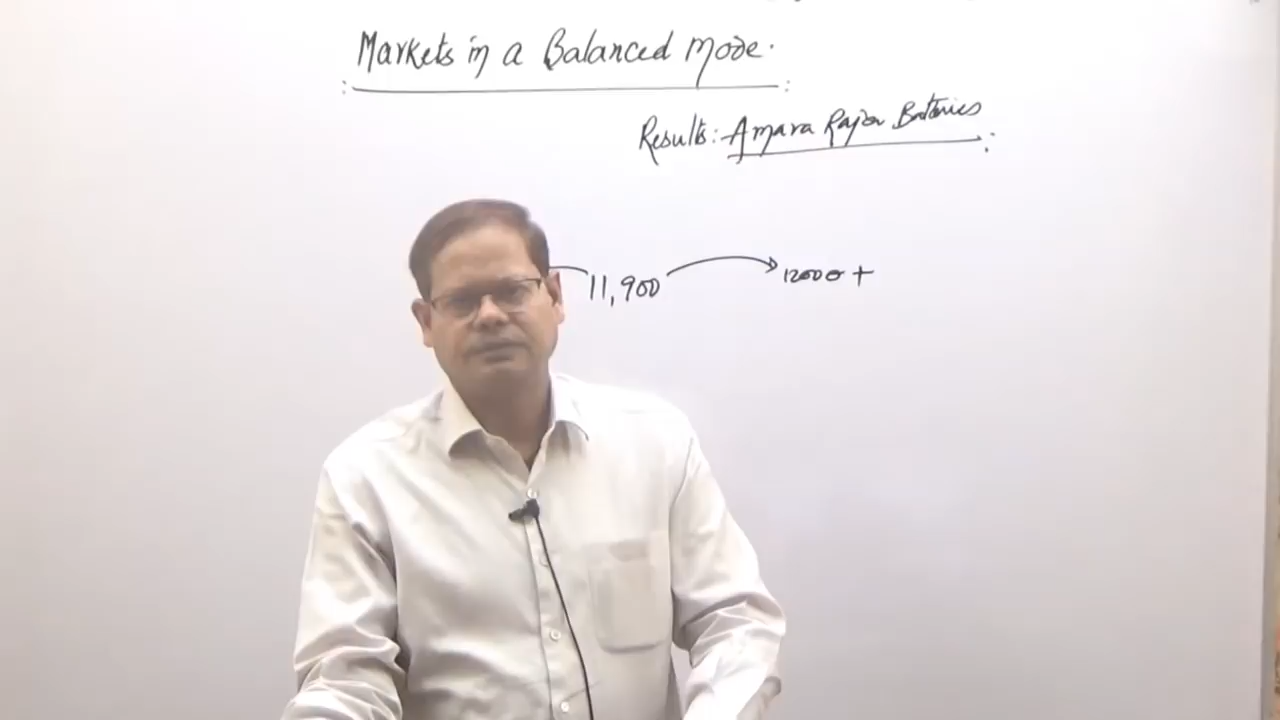 Markets in a Balanced Mode.
Results: Amara Raja Batteries
11,900 12000 +